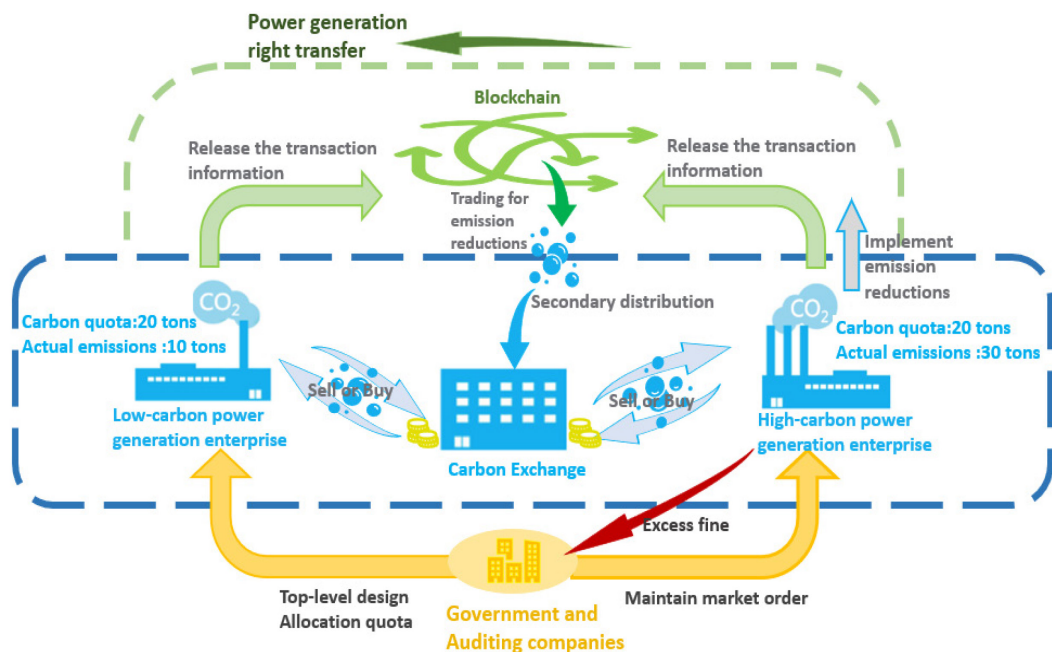 Power generation
right transfer
Blockchain
Release the transaction
information
Release the transaction
information
Trading for
emission
reductions
Implement
emission
reductions
Secondary distribution
CO2
Carbon quota:20 tons
Actual emissions :10 tons
CO2
Carbon quota:20 tons
Actual emissions :30 tons
Sell or Buy
Sell or Buy
Low-carbon power
generation enterprise
Carbon Exchange
High-carbon power
generation enterprise
Excess fine
Top-level design
Allocation quota
Government and
Auditing companies
Maintain market order